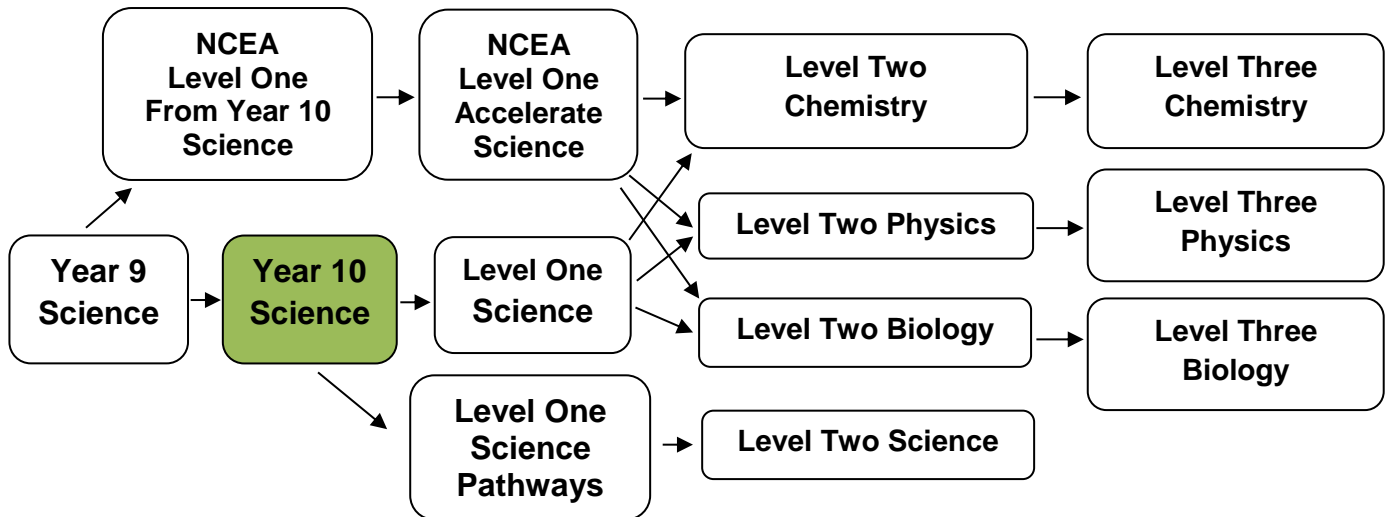 NCEA
Level One
From Year 10
Science
NCEA
Level One
Accelerate
Science
Level Two
Chemistry
Level Three
Chemistry
Year 9
Science
Year 10
Science
Level One
Science
Level Two Physics
Level Three
Physics
Level Two Biology
Level Three
Biology
Level One
Science
Pathways
Level Two Science